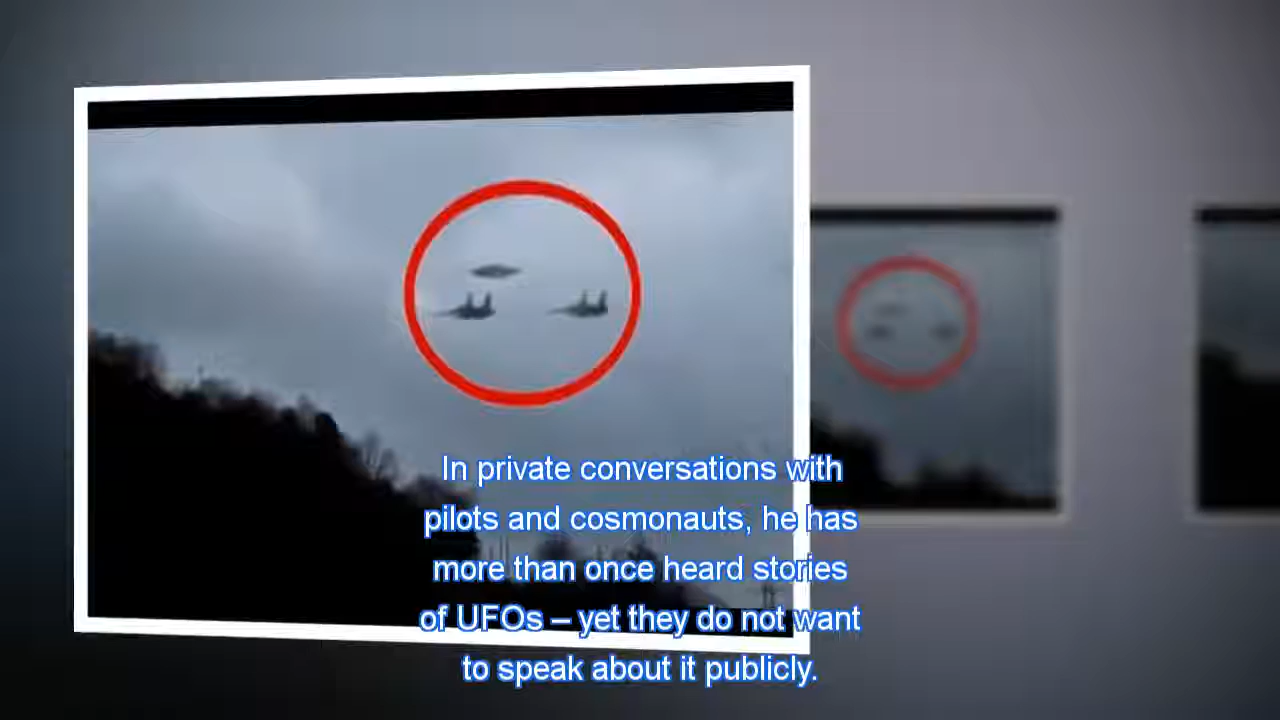 In private conversations with
pilots and cosmonauts, he has
more than once heard stories
of UFOs – yet they do not want
to speak about it publicly.